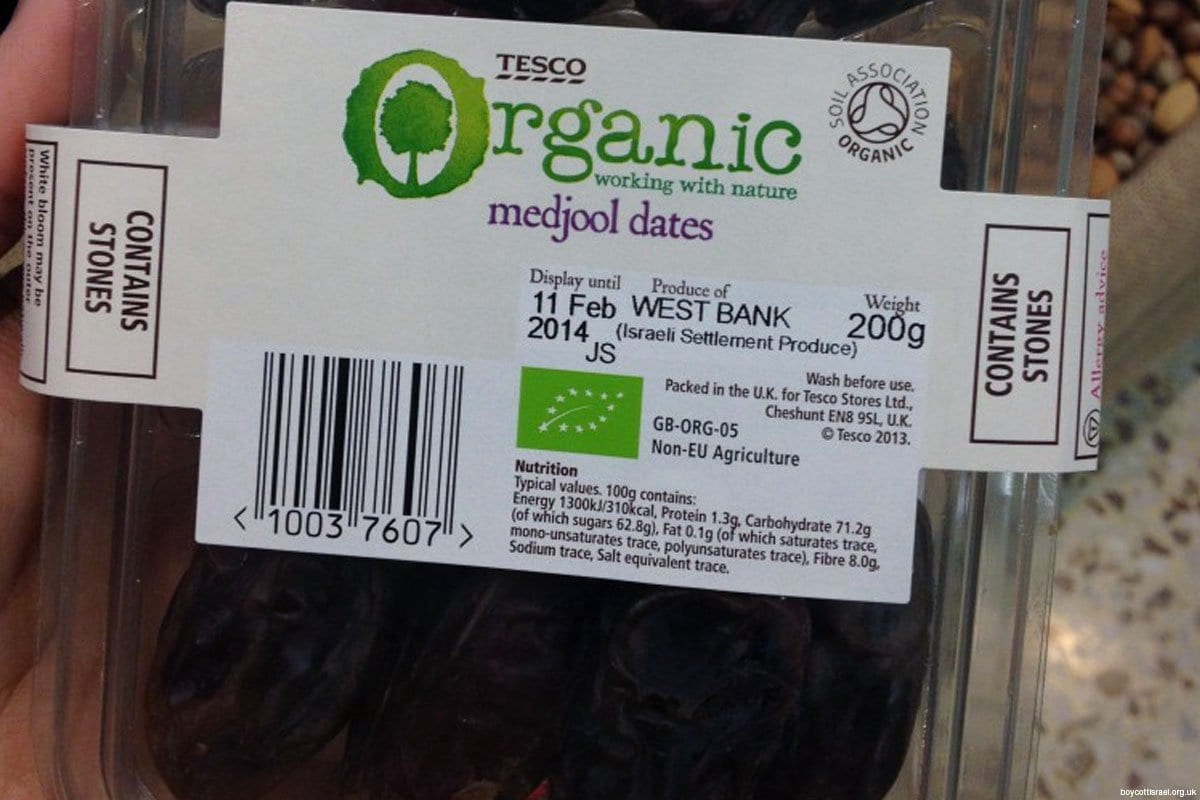 TESCO
Organic
working with nature
medjool dates
SOIL ASSOCIATION
ORGANIC
White bloom may be
present on the outer
CONTAINS
STONES
Display until
11 Feb
2014
JS
Produce of
WEST BANK
(Israeli Settlement Produce)
Weight
200g
Wash before use.
Packed in the U.K. for Tesco Stores Ltd.,
Cheshunt EN8 9SL, U.K.
© Tesco 2013.
GB-ORG-05
Non-EU Agriculture
Nutrition
Typical values. 100g contains:
Energy 1300kJ/310kcal, Protein 1.3g, Carbohydrate 71.2g
(of which sugars 62.8g), Fat 0.1g (of which saturates trace,
mono-unsaturates trace, polyunsaturates trace), Fibre 8.0g,
Sodium trace, Salt equivalent trace.
< 1003 7607 >
CONTAINS
STONES
Allergy advice
boycottisrael.org.uk